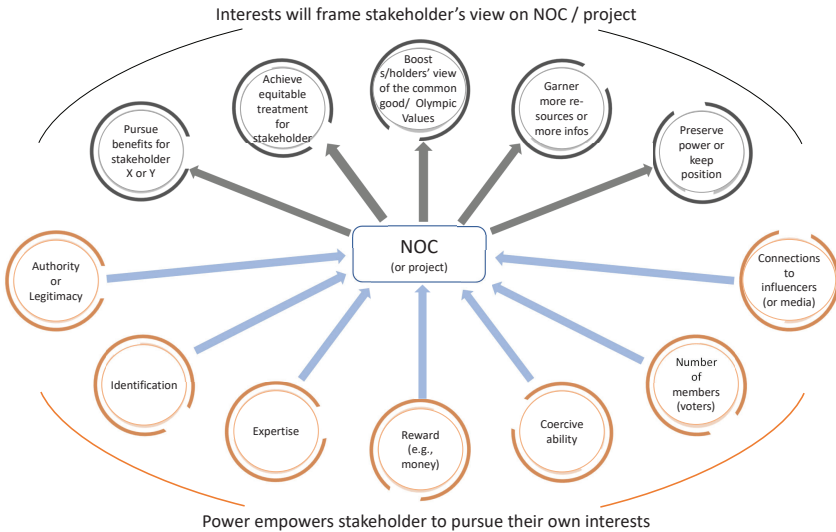 Interests will frame stakeholder's view on NOC / project
Boost
s/holders' view
of the common
good/ Olympic
Values
Achieve
equitable
treatment
for
stakeholder
Garner
more re-
sources or
more infos
Pursue
benefits for
stakeholder
X or Y
Preserve
power or
keep
position
NOC
(or project)
Authority
or
Legitimacy
Connections
to
influencers
(or media)
Identification
Number
of
members
(voters)
Expertise
Reward
(e.g.,
money)
Coercive
ability
Power empowers stakeholder to pursue their own interests